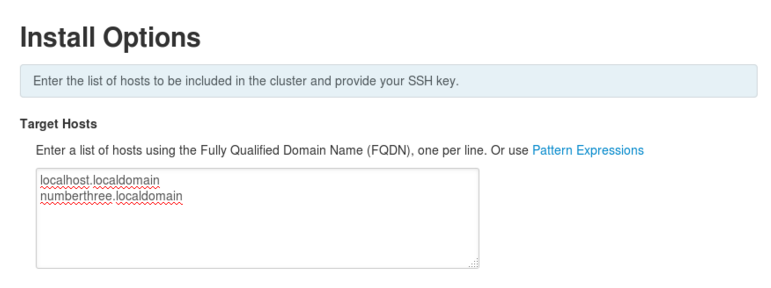 Install Options
Enter the list of hosts to be included in the cluster and provide your SSH key.
Target Hosts
Enter a list of hosts using the Fully Qualified Domain Name (FQDN), one per line. Or use Pattern Expressions
localhost.localdomain
numberthree.localdomain